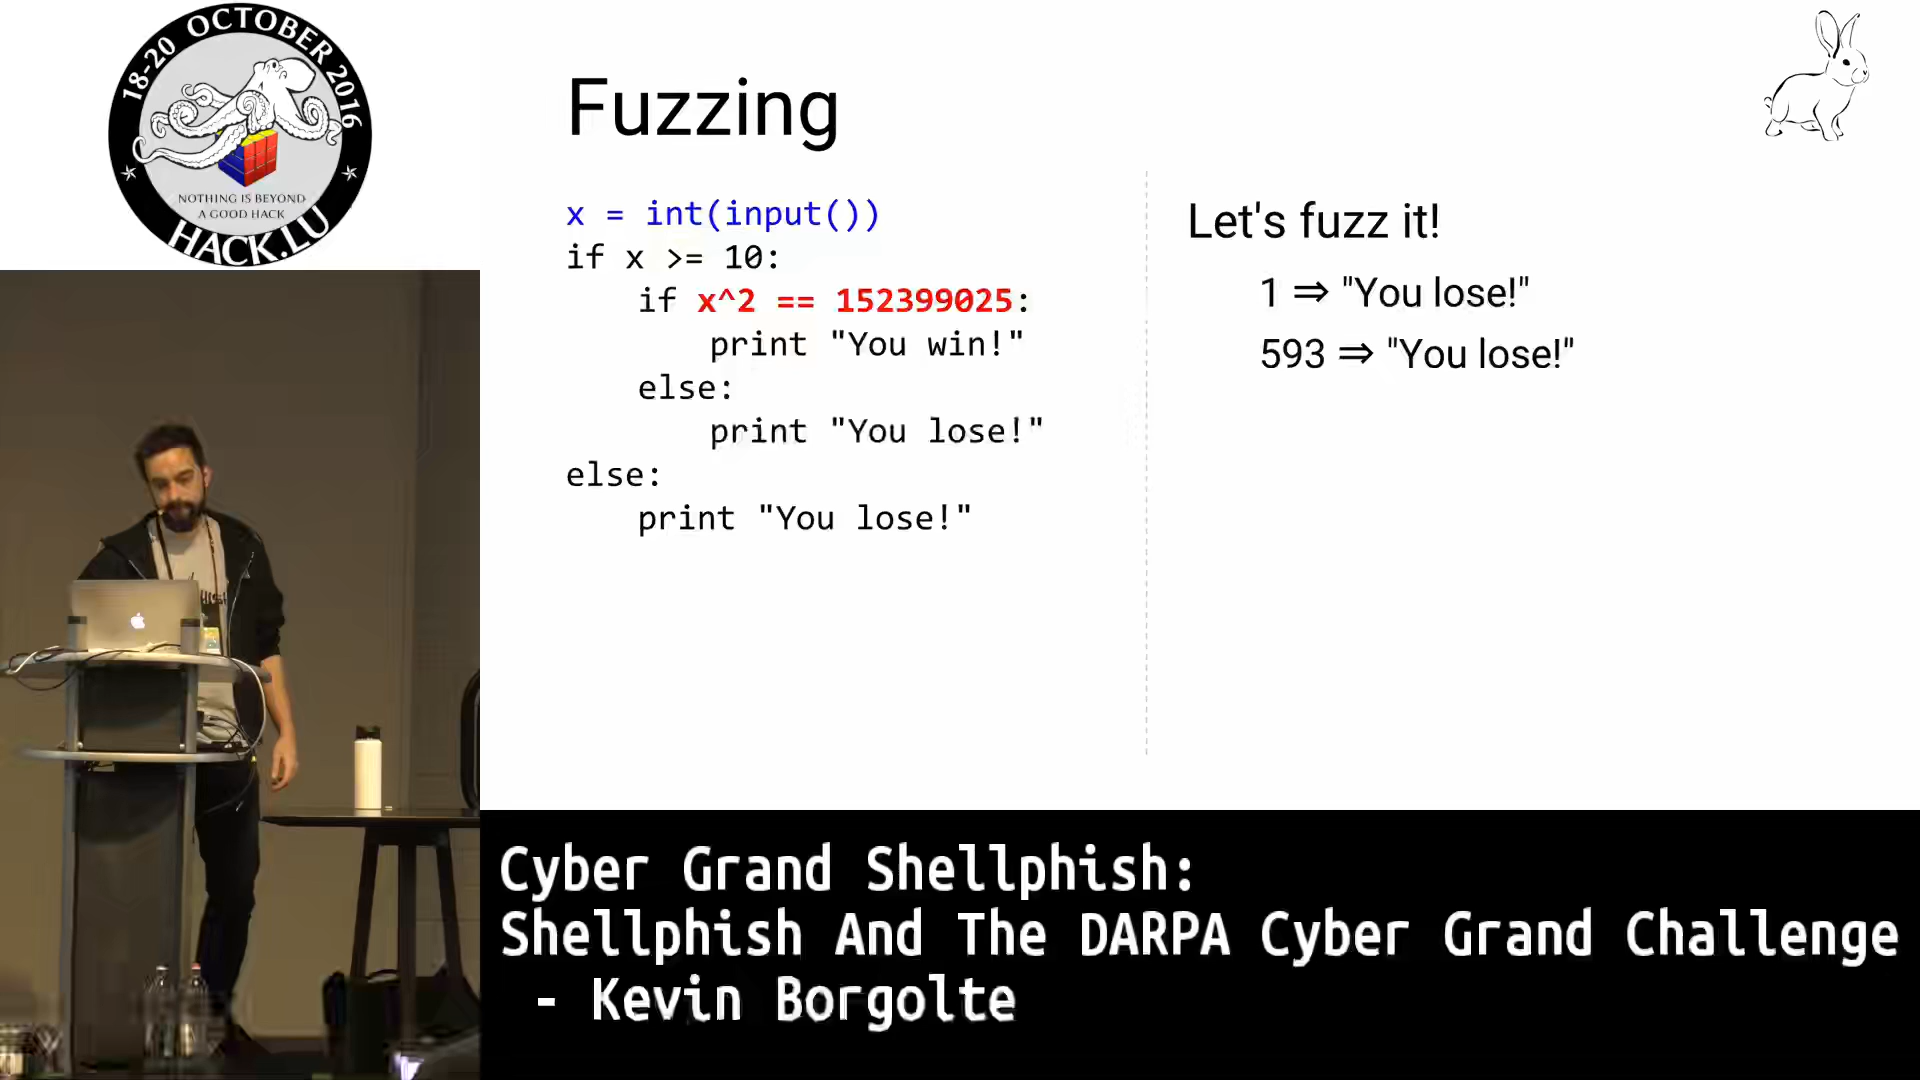 18-20 OCTOBER 2016
NOTHING IS BEYOND
A GOOD HACK
HACK.LU
Fuzzing
x = int(input())
if x >= 10:
if x^2 == 152399025:
print "You win!"
else:
print "You lose!"
else:
print "You lose!"
Let's fuzz it!
1 ⇒ "You lose!"
593 ⇒ "You lose!"
Cyber Grand Shellphish:
Shellphish And The DARPA Cyber Grand Challenge
- Kevin Borgolte